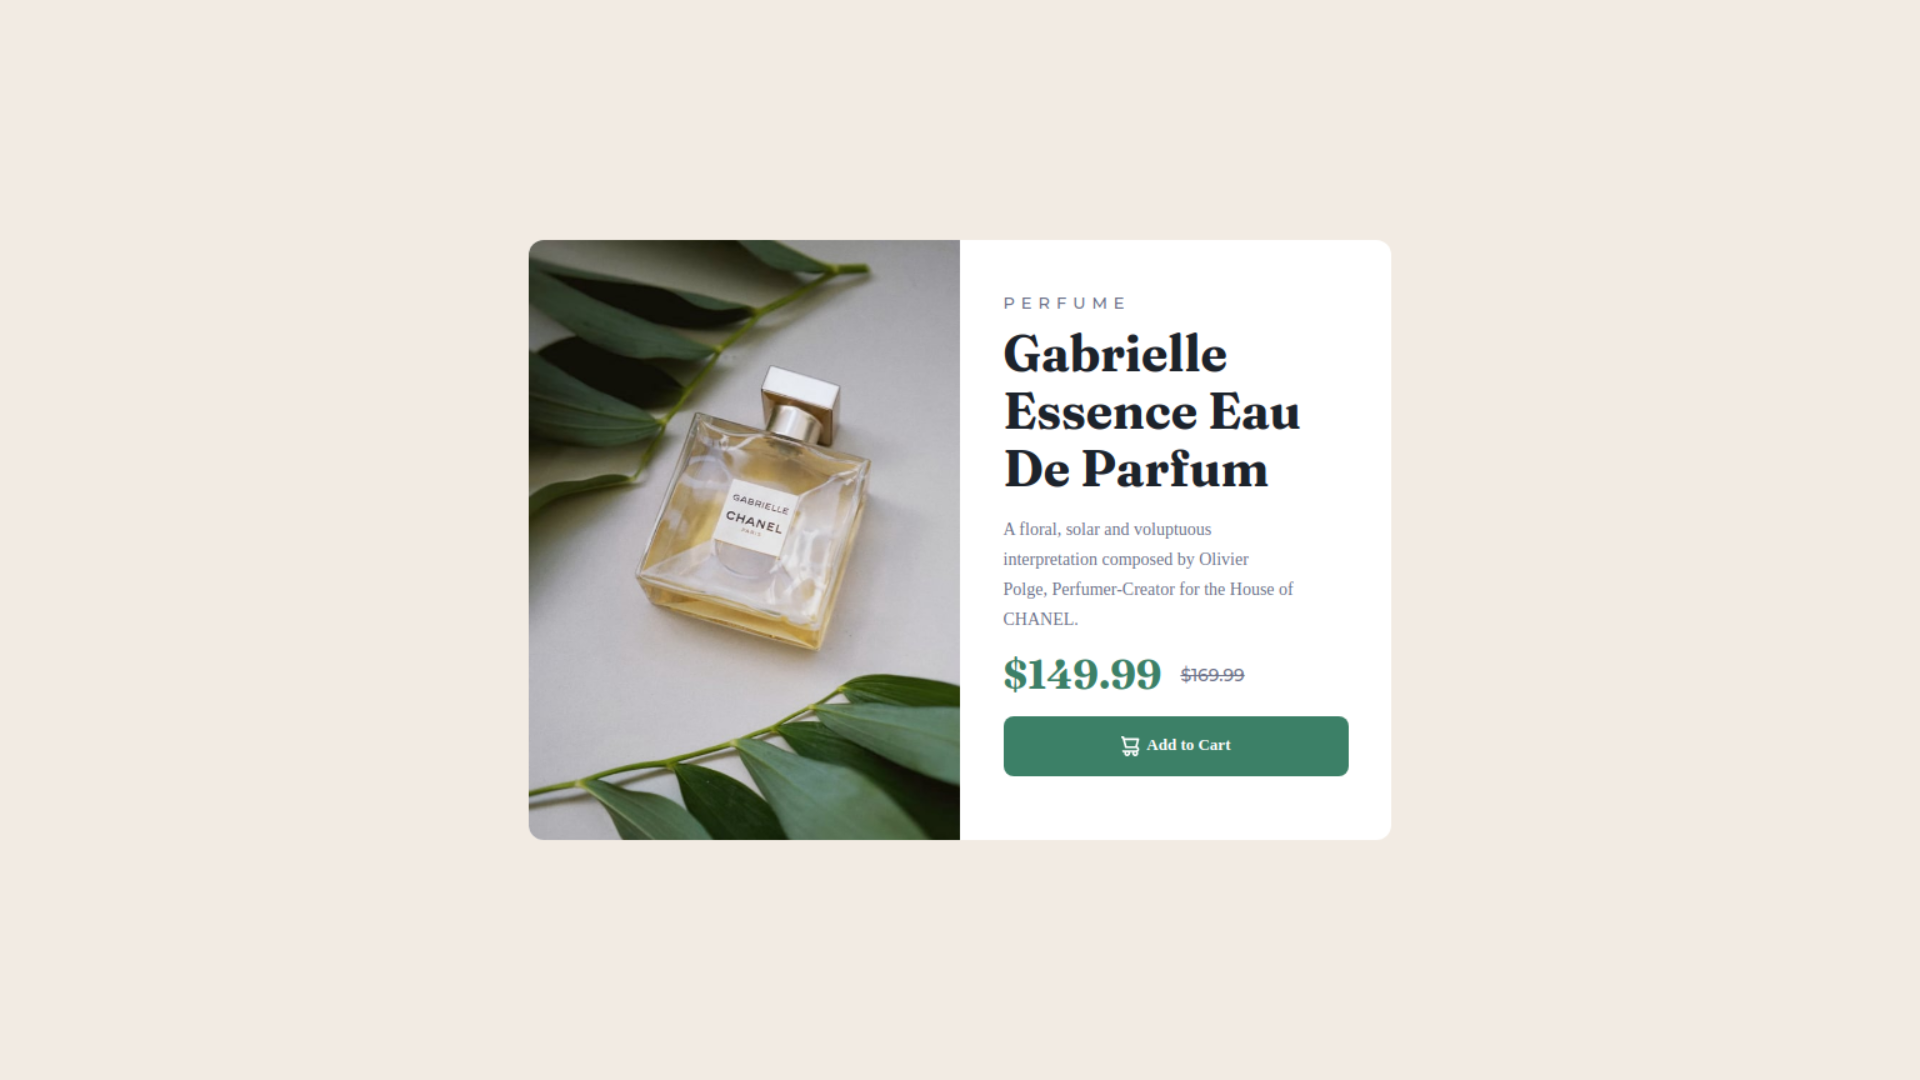 GABRIELLE
CHANEL
PARIS
PERFUME
Gabrielle
Essence Eau
De Parfum
A floral, solar and voluptuous
interpretation composed by Olivier
Polge, Perfumer-Creator for the House of
CHANEL.
$149.99 $169.99
Add to Cart